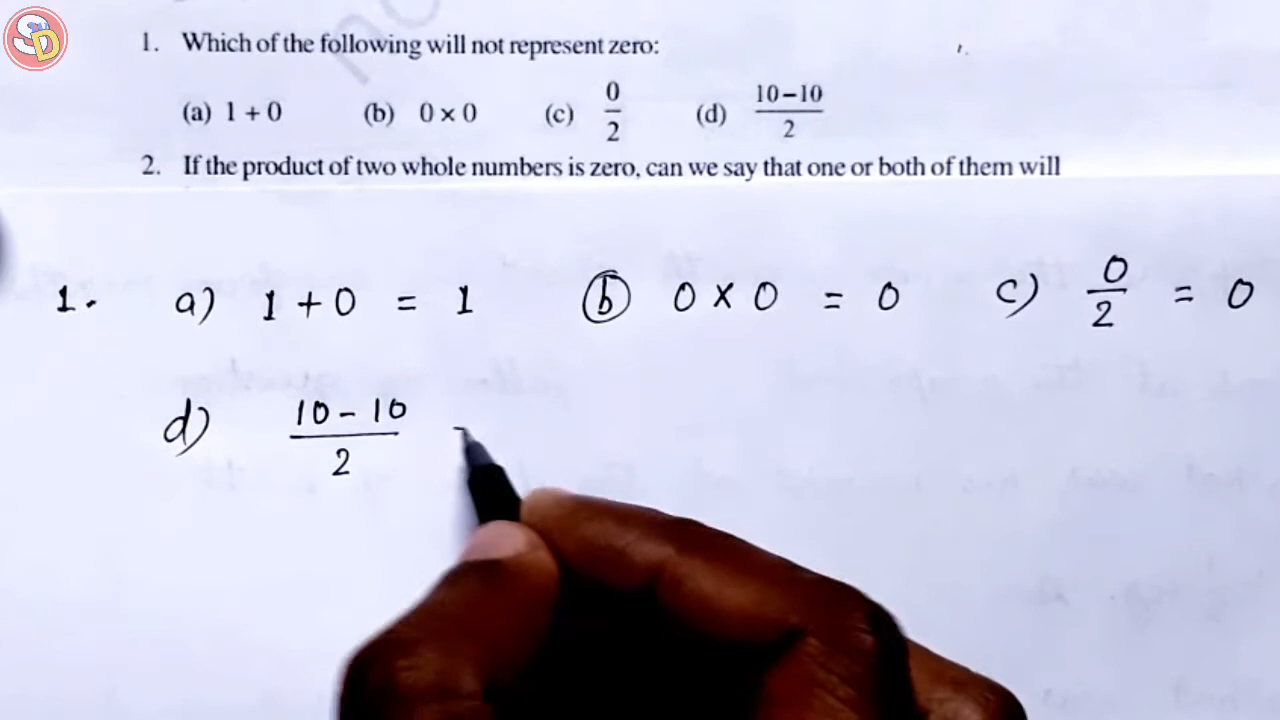 SD
1. Which of the following will not represent zero:
(a) 1 + 0 (b) 0 × 0 (c) 0/2 (d) 10 – 10/2
2. If the product of two whole numbers is zero, can we say that one or both of them will
1. a) 1 + 0 = 1 (b) 0 × 0 = 0 c) 0/2 = 0
d) 10 - 10/2